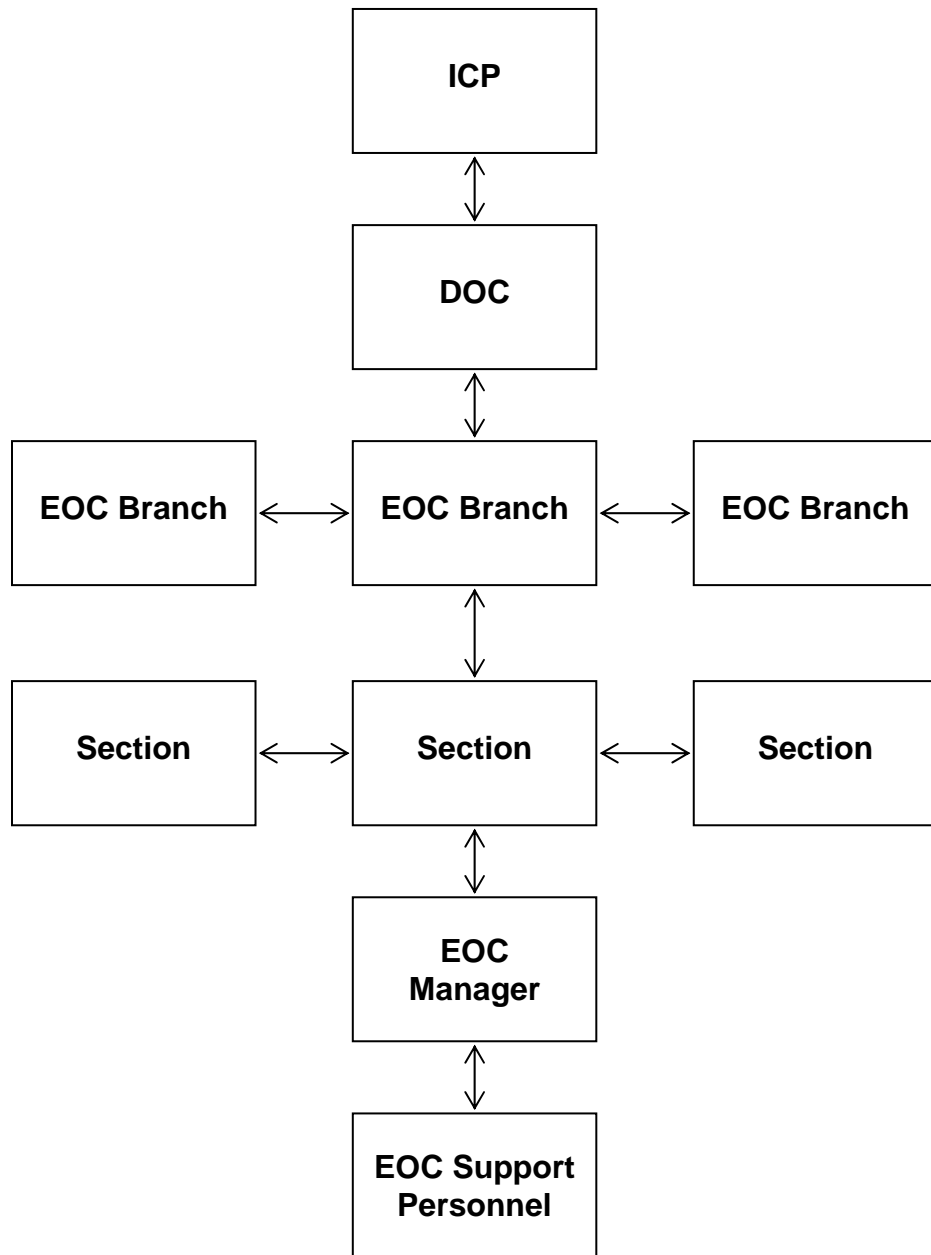 ICP
DOC
EOC Branch
EOC Branch
EOC Branch
Section
Section
Section
EOC
Manager
EOC Support
Personnel